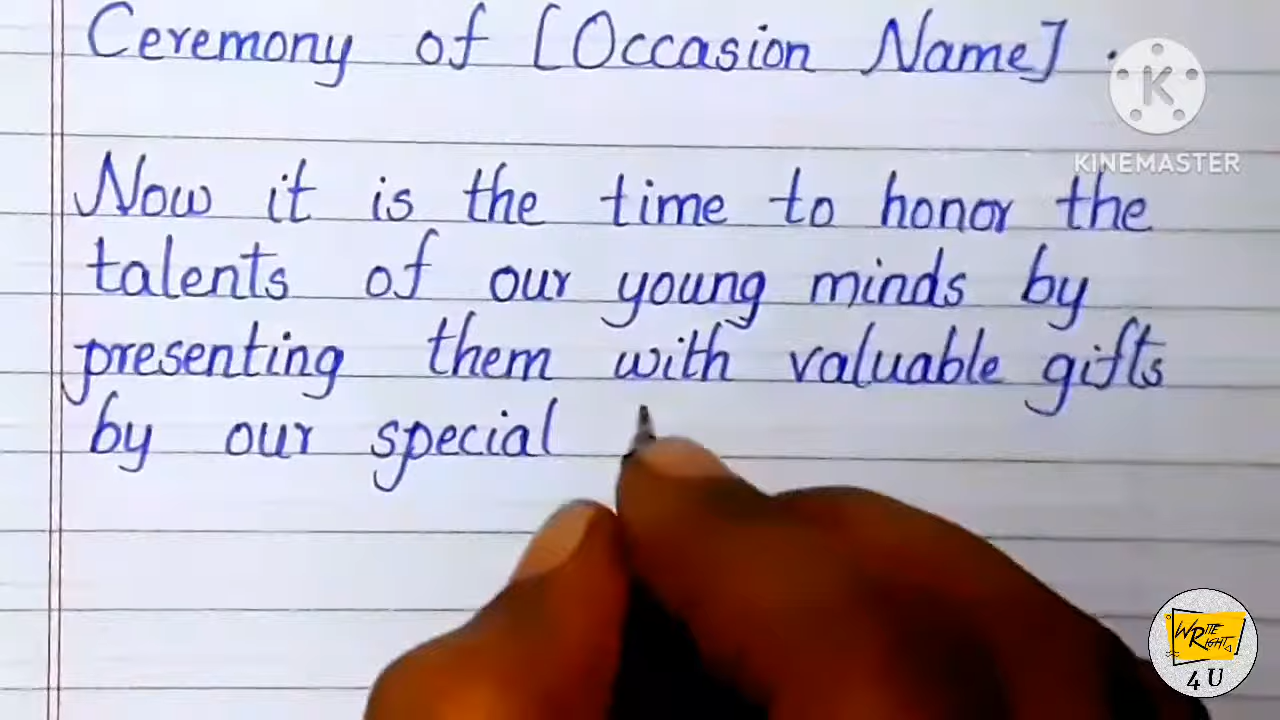 Ceremony of [Occasion Name].
KINEMASTER
Now it is the time to honor the
talents of our young minds by
presenting them with valuable gifts
by our special
WRITE
RIGHT
4 U